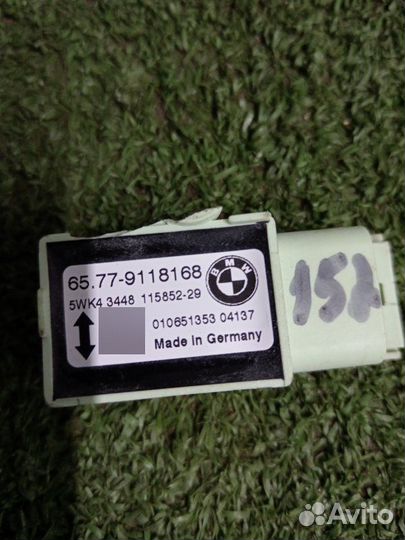 65.77-9118168
BMW
5WK4 3448 115852-29
010651353 04137
Made in Germany
152
Avito